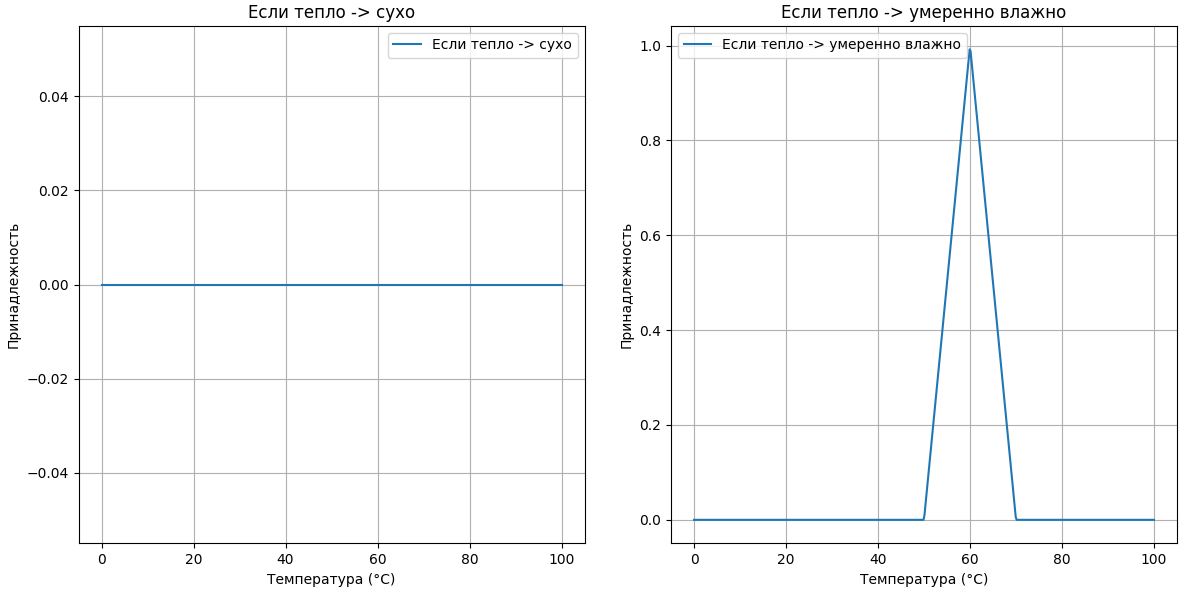 Если тепло -> сухо
Если тепло -> сухо
Принадлежность
0.04
0.02
0.00
−0.02
−0.04
0 20 40 60 80 100
Температура (°C)
Если тепло -> умеренно влажно
Если тепло -> умеренно влажно
Принадлежность
1.0
0.8
0.6
0.4
0.2
0.0
0 20 40 60 80 100
Температура (°C)